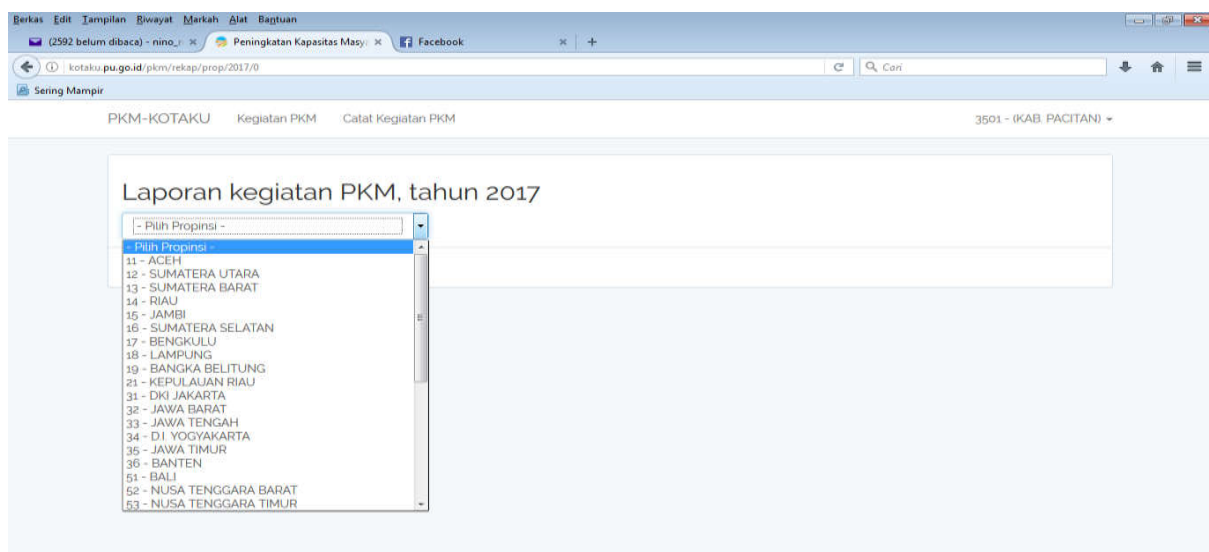 Berkas Edit Tampilan Riwayat Markah Alat Bantuan
(2592 belum dibaca) - nino_ Peningkatan Kapasitas Masy Facebook
kotaku.pu.go.id/pkm/rekap/prop/2017/0 Cari
Sering Mampir
PKM-KOTAKU Kegiatan PKM Catat Kegiatan PKM 3501 - (KAB. PACITAN)
Laporan kegiatan PKM, tahun 2017
- Pilih Propinsi -
- Pilih Propinsi -
11 - ACEH
12 - SUMATERA UTARA
13 - SUMATERA BARAT
14 - RIAU
15 - JAMBI
16 - SUMATERA SELATAN
17 - BENGKULU
18 - LAMPUNG
19 - BANGKA BELITUNG
21 - KEPULAUAN RIAU
31 - DKI JAKARTA
32 - JAWA BARAT
33 - JAWA TENGAH
34 - D.I. YOGYAKARTA
35 - JAWA TIMUR
36 - BANTEN
51 - BALI
52 - NUSA TENGGARA BARAT
53 - NUSA TENGGARA TIMUR